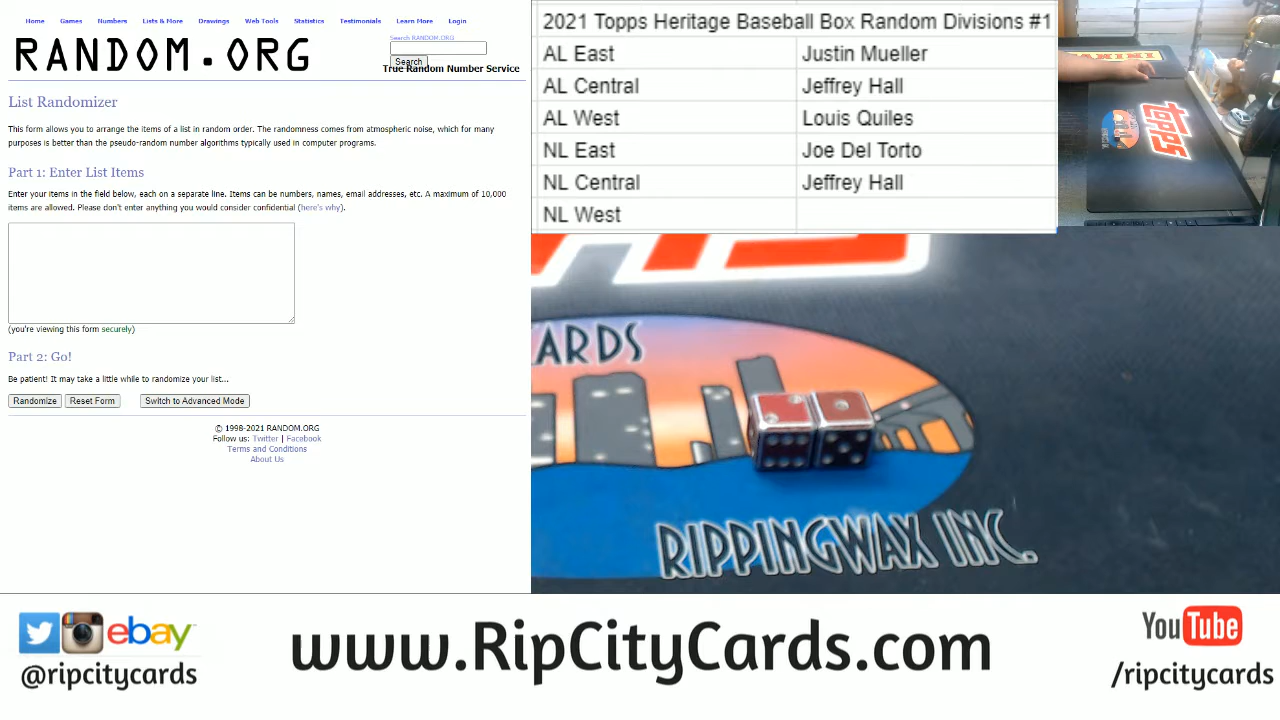 Home Games Numbers Lists & More Drawings Web Tools Statistics Testimonials Learn More Login
RANDOM.ORG
Search RANDOM.ORG
Search
True Random Number Service
List Randomizer
This form allows you to arrange the items of a list in random order. The randomness comes from atmospheric noise, which for many
purposes is better than the pseudo-random number algorithms typically used in computer programs.
Part 1: Enter List Items
Enter your items in the field below, each on a separate line. Items can be numbers, names, email addresses, etc. A maximum of 10,000
items are allowed. Please don't enter anything you would consider confidential (here's why).
(you're viewing this form securely)
Part 2: Go!
Be patient! It may take a little while to randomize your list...
Randomize Reset Form Switch to Advanced Mode
© 1998-2021 RANDOM.ORG
Follow us: Twitter | Facebook
Terms and Conditions
About Us
2021 Topps Heritage Baseball Box Random Divisions #1
AL East Justin Mueller
AL Central Jeffrey Hall
AL West Louis Quiles
NL East Joe Del Torto
NL Central Jeffrey Hall
NL West
topps
CARDS
RIPPINGWAX INC.
ebay
@ripcitycards
www.RipCityCards.com
YouTube
/ripcitycards